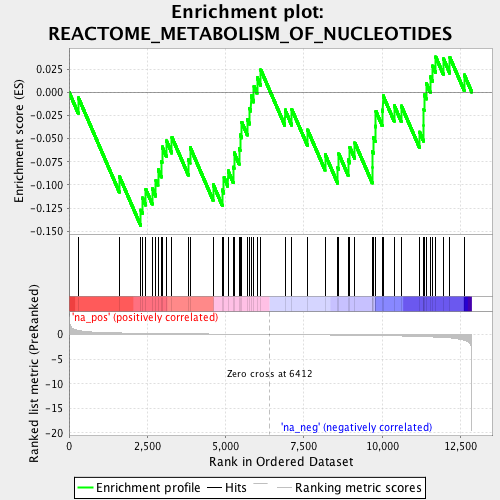 Enrichment plot:
REACTOME_METABOLISM_OF_NUCLEOTIDES
Enrichment score (ES)
0.025
0.000
-0.025
-0.050
-0.075
-0.100
-0.125
-0.150
'na_pos' (positively correlated)
Ranked list metric (PreRanked)
0
-5
-10
-15
-20
Zero cross at 6412
'na_neg' (negatively correlated)
0
2,500
5,000
7,500
10,000
12,500
Rank in Ordered Dataset
Enrichment profile
Hits
Ranking metric scores